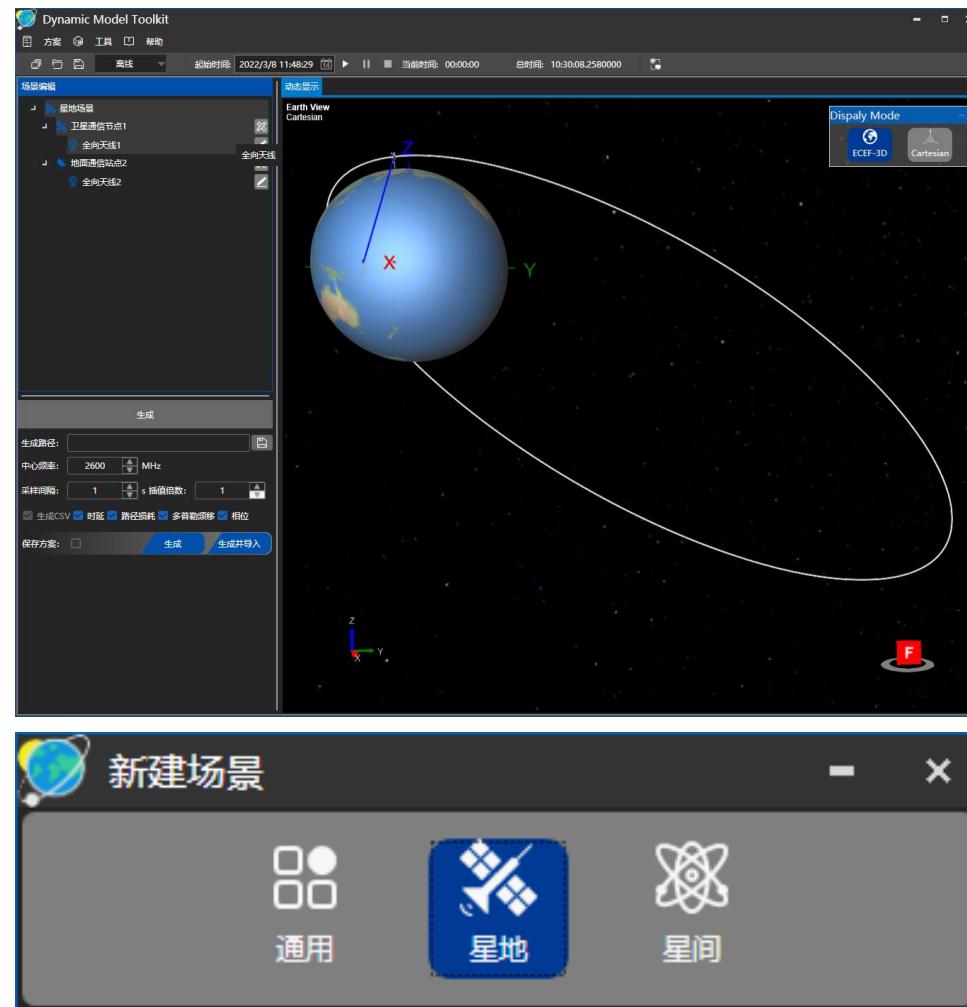 Dynamic Model Toolkit
方案 工具 帮助
离线 起始时间: 2022/3/8 11:48:29 14 当前时间: 00:00:00 总时间: 10:30:08.2580000
场景编辑 动态显示
星地场景
卫星通信节点1
全向天线1
全向天线
地面通信站点2
全向天线2
Earth View
Cartesian
Dispaly Mode
ECEF-3D Cartesian
Z
X
Y
生成
生成路径:
中心频率: 2600 MHz
采样间隔: 1 s 插值倍数: 1
生成CSV 时延 路径损耗 多普勒频移 相位
保存方案: 生成 生成并导入
Z
X Y
F
新建场景
通用 星地 星间